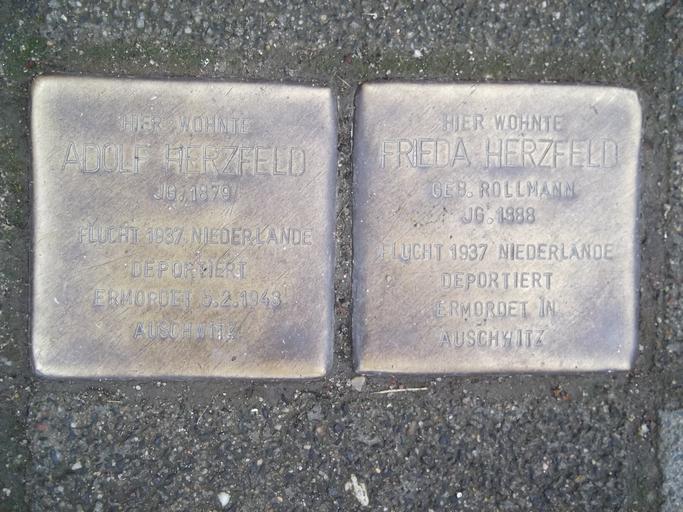 HIER WOHNTE
ADOLF HERZFELD
JG. 1879
FLUCHT 1937 NIEDERLANDE
DEPORTIERT
ERMORDET 5.2.1943
AUSCHWITZ
HIER WOHNTE
FRIEDA HERZFELD
GEB. ROLLMANN
JG. 1888
FLUCHT 1937 NIEDERLANDE
DEPORTIERT
ERMORDET IN
AUSCHWITZ